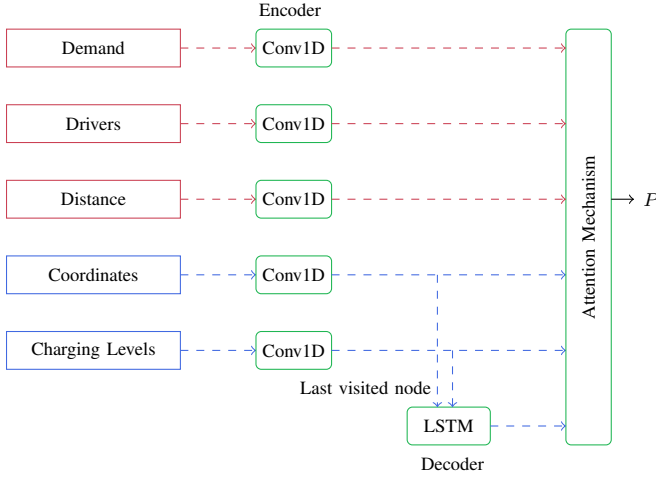 Encoder
Demand
Conv1D
Drivers
Conv1D
Distance
Conv1D
Coordinates
Conv1D
Charging Levels
Conv1D
Last visited node
LSTM
Decoder
Attention Mechanism
P